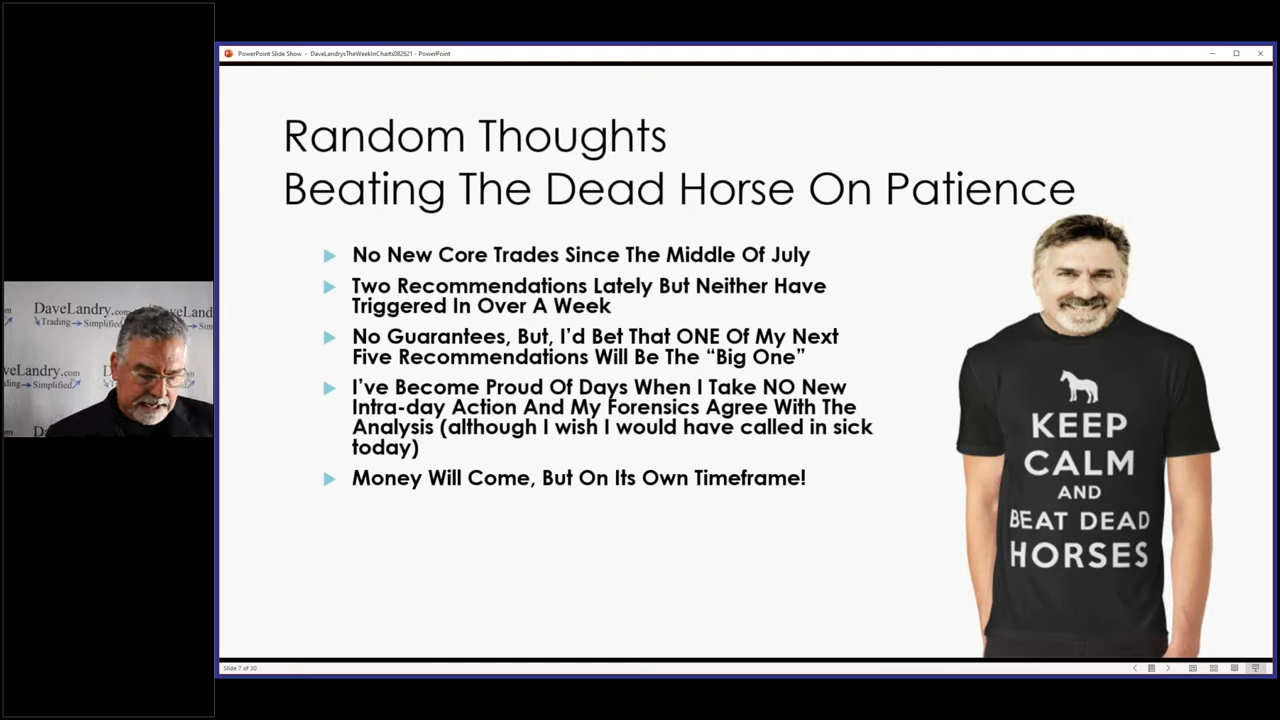 PowerPoint Slide Show - DaveLandrysTheWeekInCharts082621 - PowerPoint
Random Thoughts
Beating The Dead Horse On Patience
No New Core Trades Since The Middle Of July
Two Recommendations Lately But Neither Have
Triggered In Over A Week
No Guarantees, But, I'd Bet That ONE Of My Next
Five Recommendations Will Be The “Big One”
I've Become Proud Of Days When I Take NO New
Intra-day Action And My Forensics Agree With The
Analysis (although I wish I would have called in sick
today)
Money Will Come, But On Its Own Timeframe!
KEEP
CALM
AND
BEAT DEAD
HORSES
DaveLandry.com
Trading Simplified
Slide 7 of 30